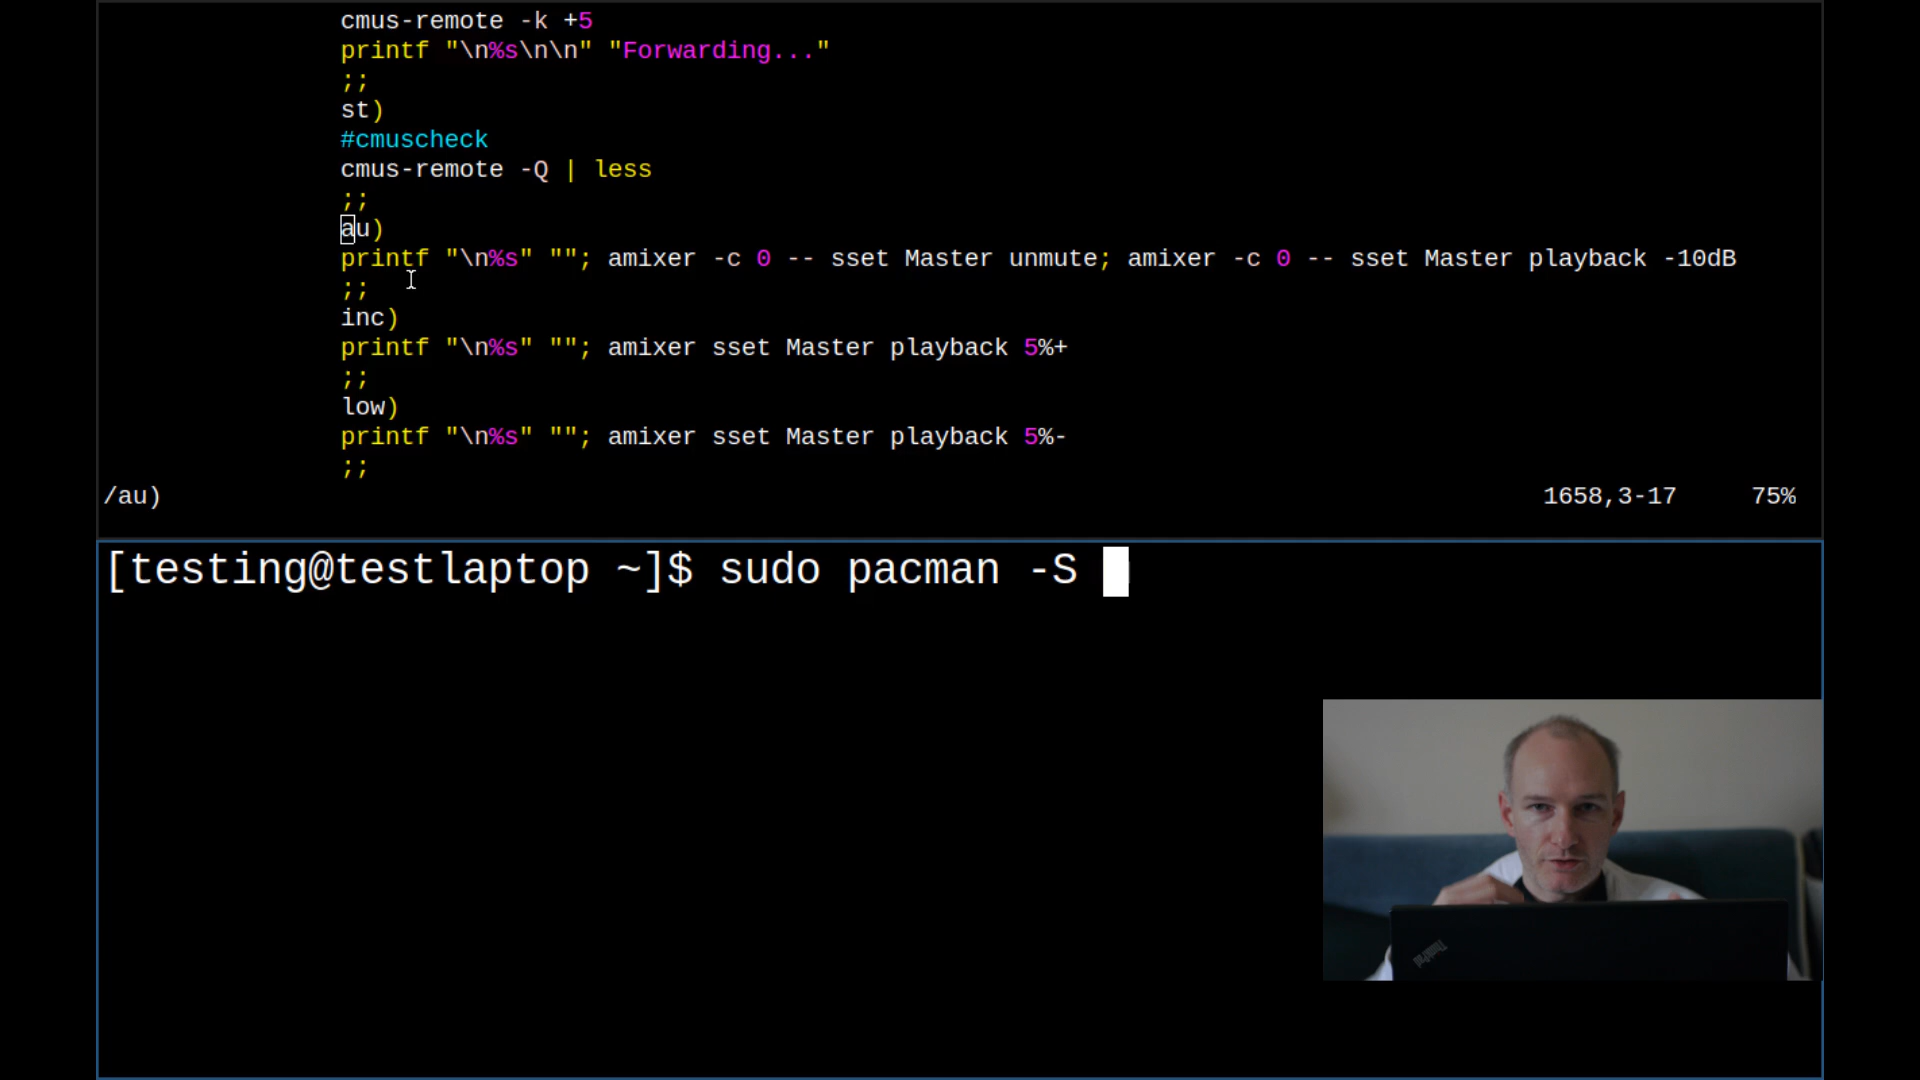 cmus-remote -k +5
printf "\n%s\n\n" "Forwarding..."
;;
st)
#cmuscheck
cmus-remote -Q | less
;;
au)
printf "\n%s" ""; amixer -c 0 -- sset Master unmute; amixer -c 0 -- sset Master playback -10dB
;;
inc)
printf "\n%s" ""; amixer sset Master playback 5%+
;;
low)
printf "\n%s" ""; amixer sset Master playback 5%-
;;
/au) 1658,3-17 75%
[testing@testlaptop ~]$ sudo pacman -S
ThinkPad